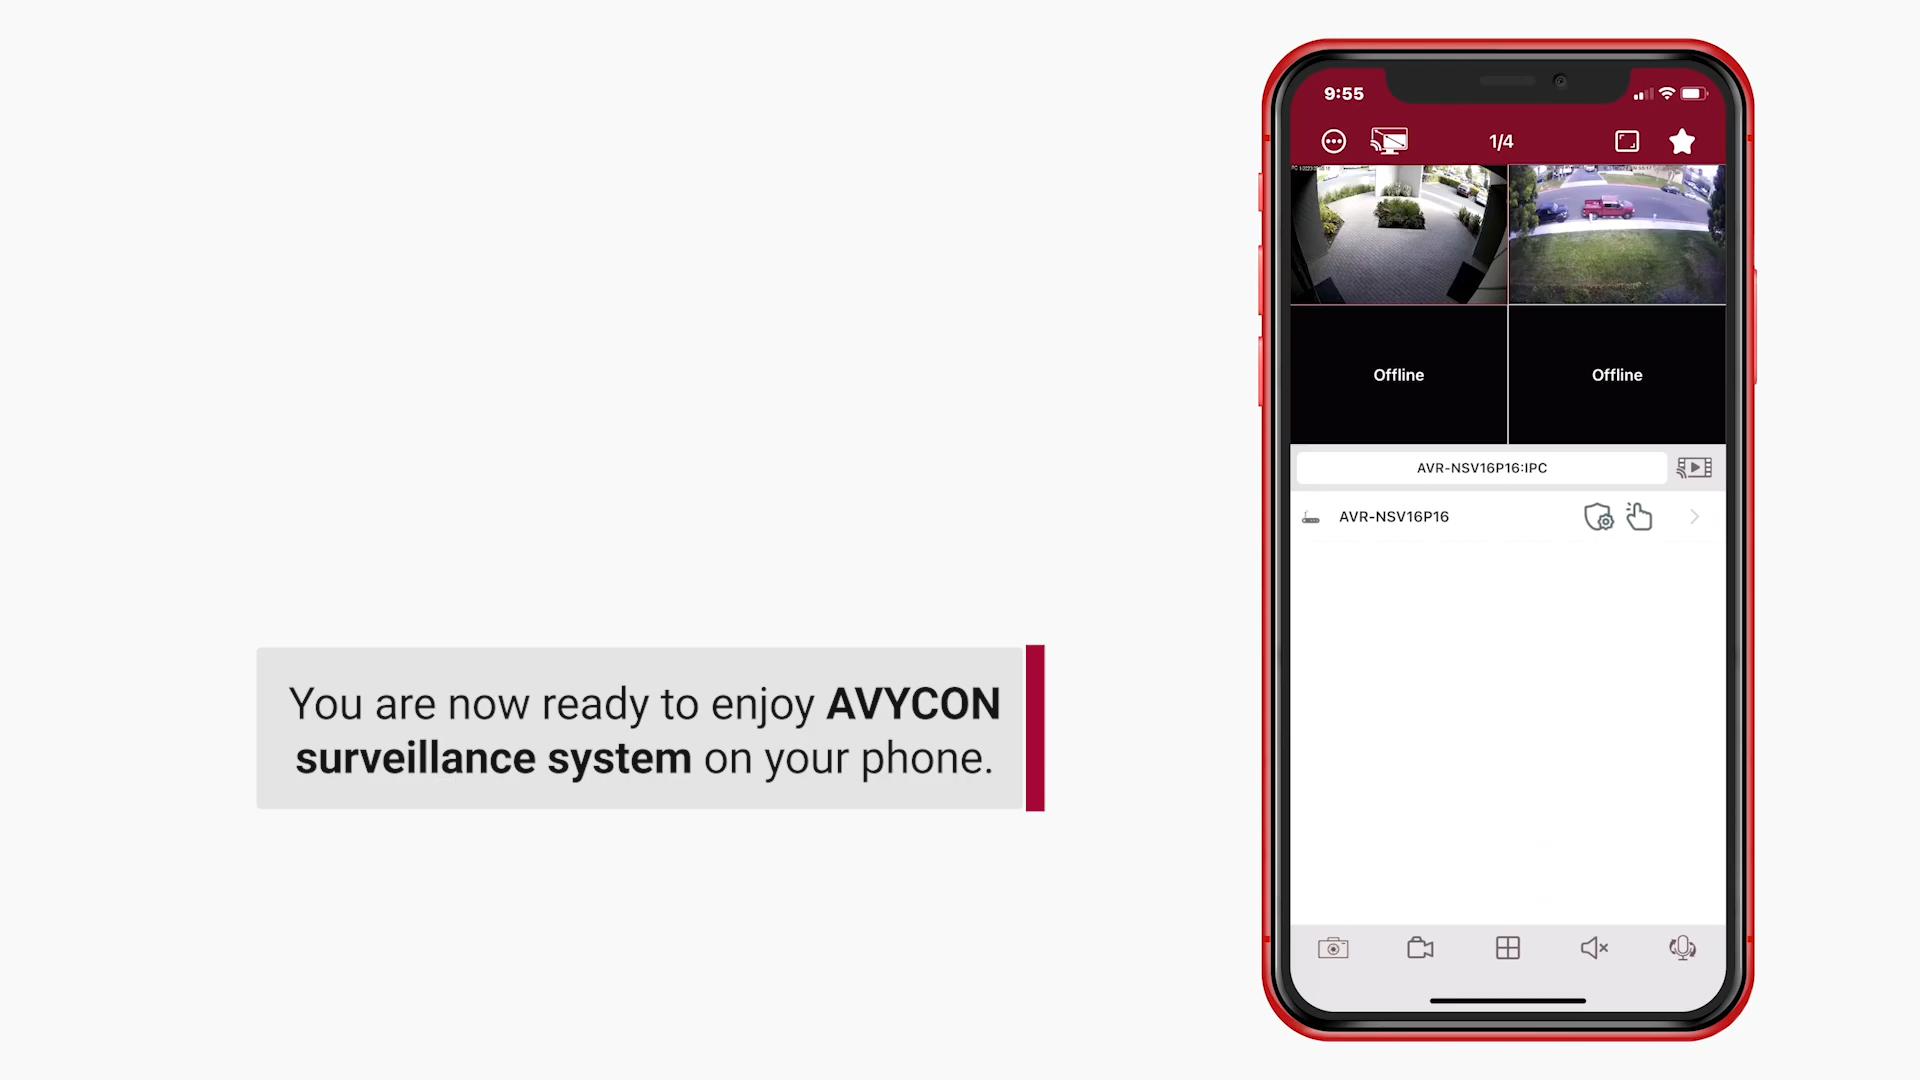 9:55
1/4
Offline
Offline
AVR-NSV16P16:IPC
AVR-NSV16P16
You are now ready to enjoy AVYCON
surveillance system on your phone.